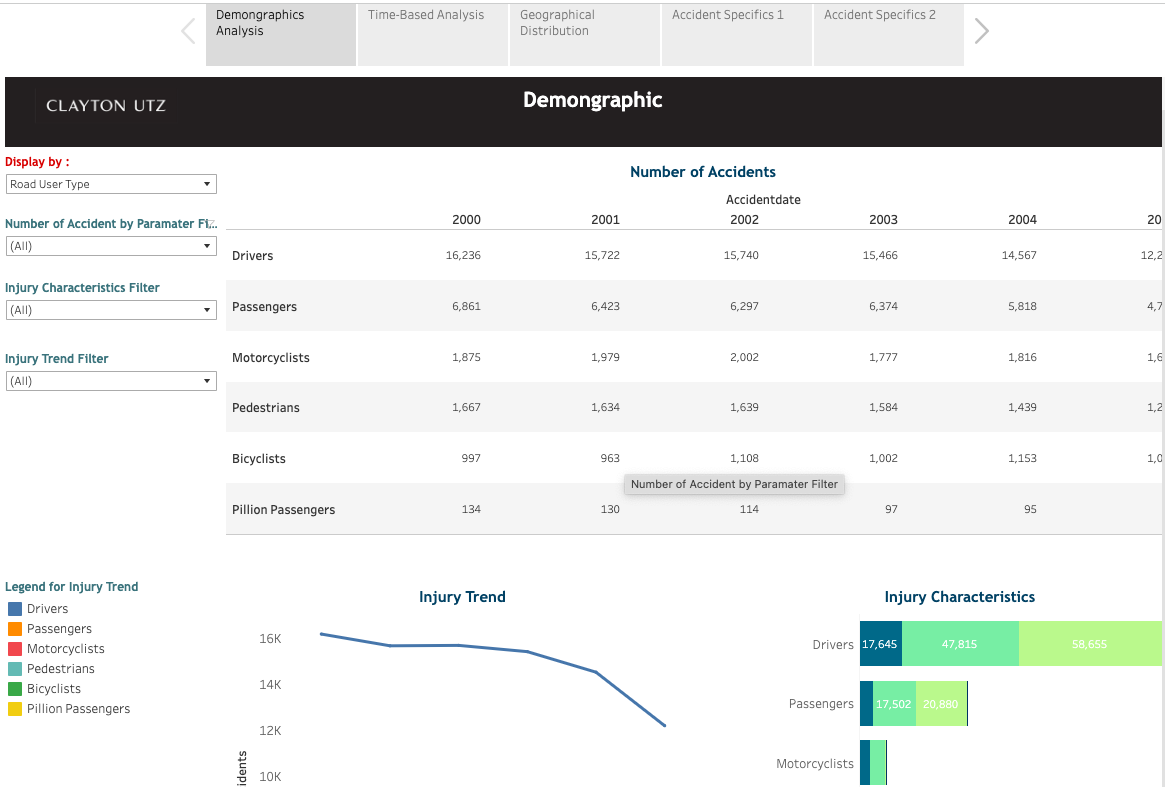 Demongraphics
Analysis
Time-Based Analysis
Geographical
Distribution
Accident Specifics 1
Accident Specifics 2
CLAYTON UTZ
Demongraphic
Display by :
Road User Type
Number of Accident by Paramater Fi...
(All)
Injury Characteristics Filter
(All)
Injury Trend Filter
(All)
Number of Accidents
Accidentdate
2000 2001 2002 2003 2004 20
Drivers 16,236 15,722 15,740 15,466 14,567 12,2
Passengers 6,861 6,423 6,297 6,374 5,818 4,7
Motorcyclists 1,875 1,979 2,002 1,777 1,816 1,6
Pedestrians 1,667 1,634 1,639 1,584 1,439 1,2
Bicyclists 997 963 1,108 1,002 1,153 1,0
Number of Accident by Paramater Filter
Pillion Passengers 134 130 114 97 95
Legend for Injury Trend
Drivers
Passengers
Motorcyclists
Pedestrians
Bicyclists
Pillion Passengers
Injury Trend
16K
14K
12K
10K
idents
Injury Characteristics
Drivers 17,645 47,815 58,655
Passengers 17,502 20,880
Motorcyclists